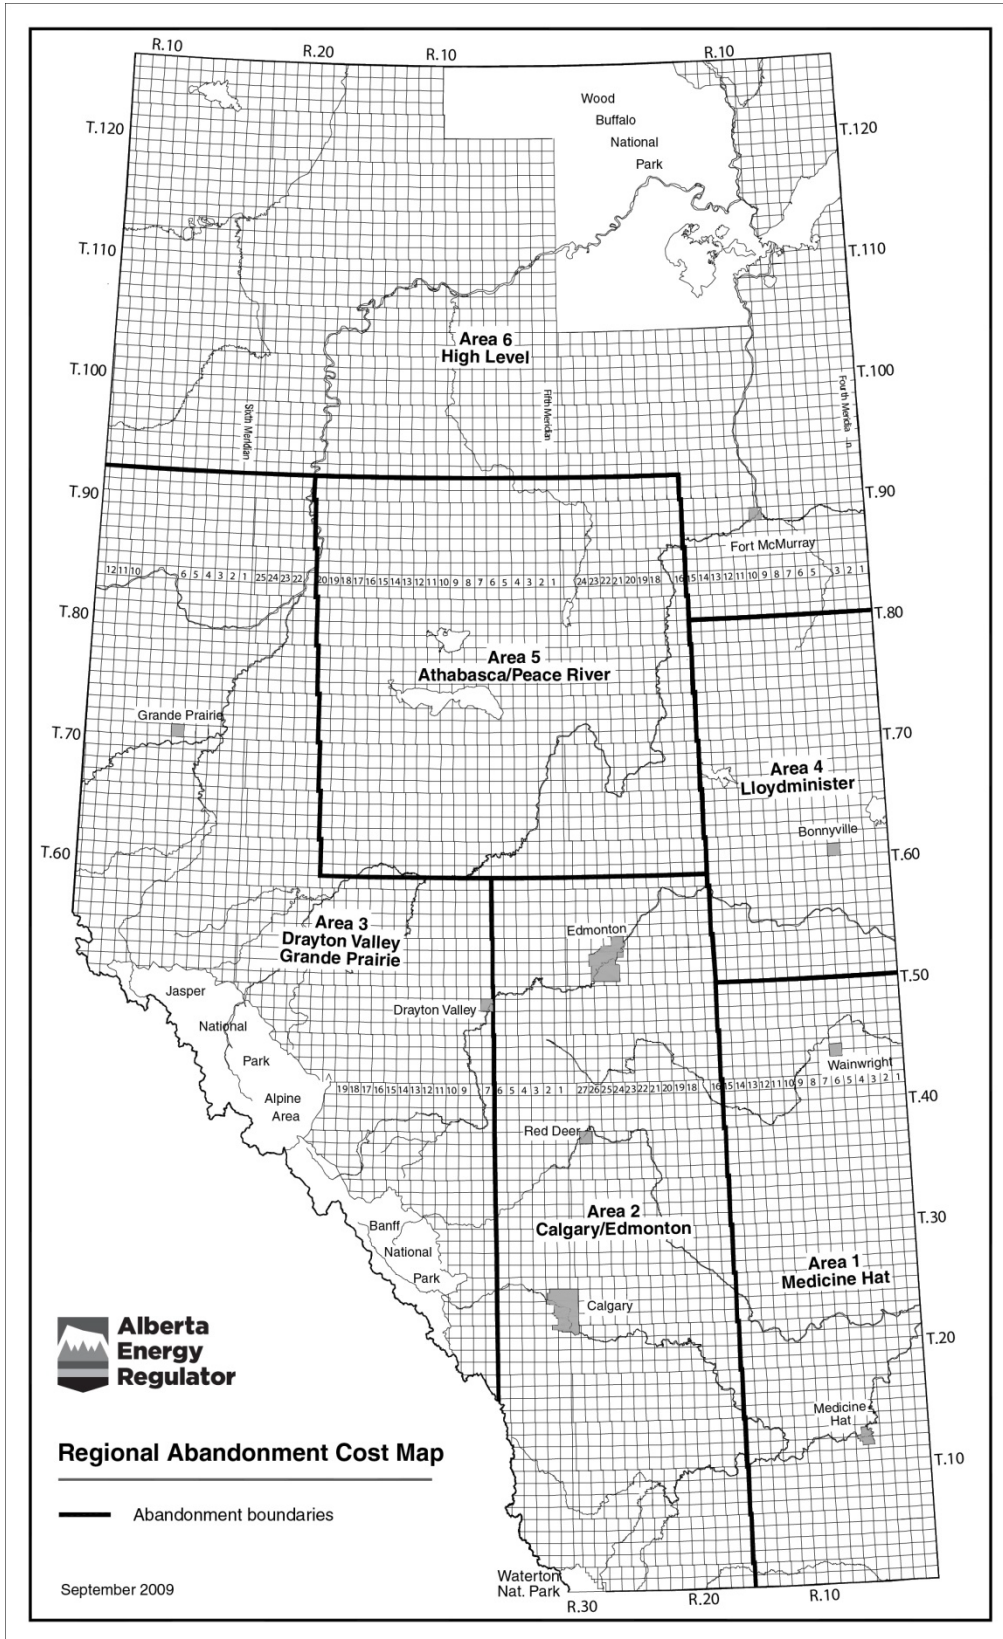 R.10
R.20
R.10
R.10
Wood
Buffalo
National
Park
T.120
T.120
T.110
T.110
Area 6
High Level
T.100
T.100
Sixth Meridian
Fifth Meridian
Fourth Meridian
T.90
T.90
Fort McMurray
12 11 10 6 5 4 3 2 1 25 24 23 22 20 19 18 17 16 15 14 13 12 11 10 9 8 7 6 5 4 3 2 1 24 23 22 21 20 19 18 16 15 14 13 12 11 10 9 8 7 6 5 3 2 1
T.80
T.80
Area 5
Athabasca/Peace River
Grande Prairie
T.70
T.70
Area 4
Lloydminister
Bonnyville
T.60
T.60
Area 3
Drayton Valley
Grande Prairie
Edmonton
T.50
Jasper
National
Park
Alpine
Area
Drayton Valley
Wainwright
19 18 17 16 15 14 13 12 11 10 9 7 6 5 4 3 2 1 27 26 25 24 23 22 21 20 19 18 16 15 14 13 12 11 10 9 8 7 6 5 4 3 2 1
T.40
Red Deer
Area 2
Calgary/Edmonton
T.30
Banff
National
Park
Area 1
Medicine Hat
Calgary
T.20
Alberta
Energy
Regulator
Medicine
Hat
T.10
Regional Abandonment Cost Map
Abandonment boundaries
September 2009
Waterton
Nat. Park
R.30
R.20
R.10